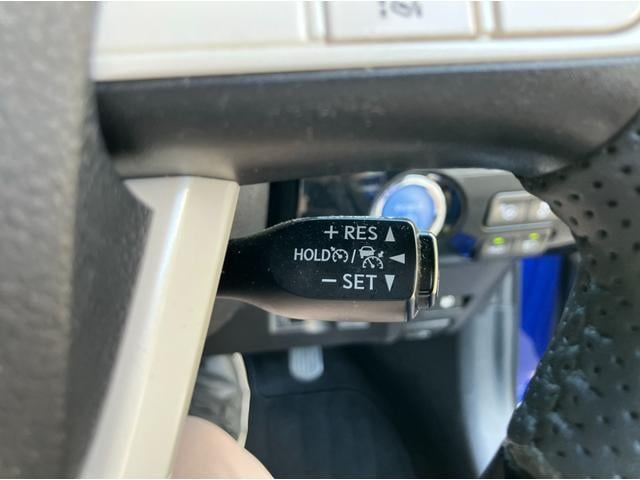 + RES ▲
HOLD / ◀
− SET ▼